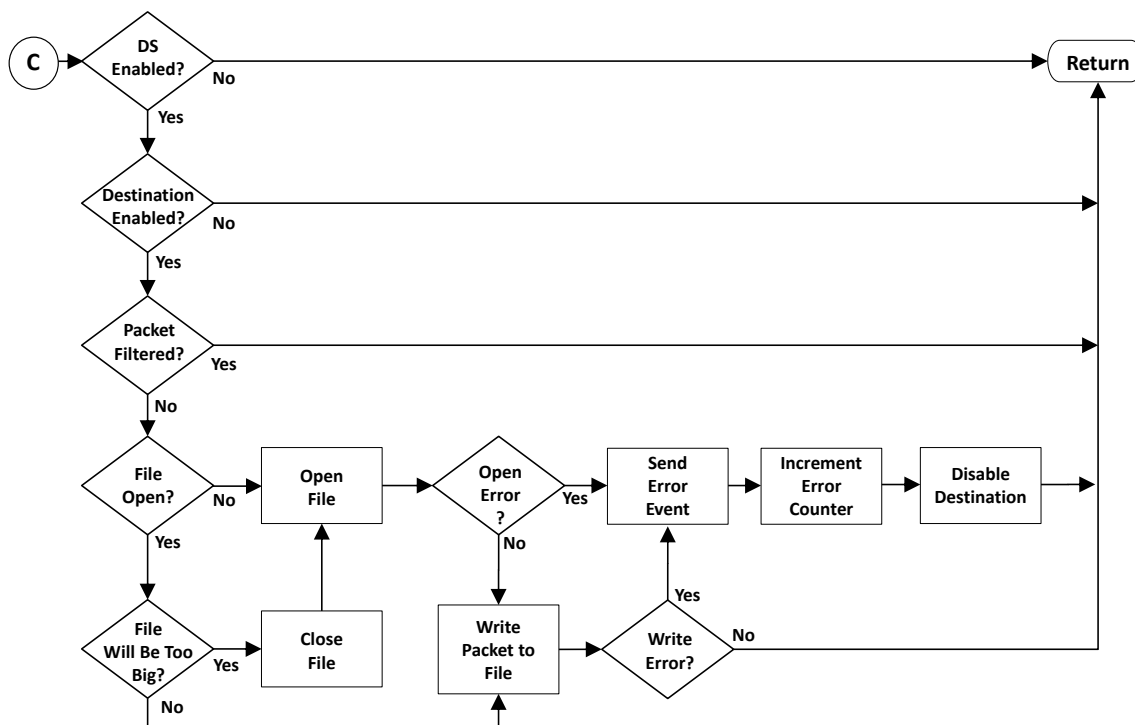 C
DS
Enabled?
No
Return
Yes
Destination
Enabled?
No
Yes
Packet
Filtered?
Yes
No
File
Open?
No
Open
File
Open
Error
?
Yes
Send
Error
Event
Increment
Error
Counter
Disable
Destination
Yes
No
Yes
File
Will Be Too
Big?
Yes
Close
File
Write
Packet to
File
Write
Error?
No
No